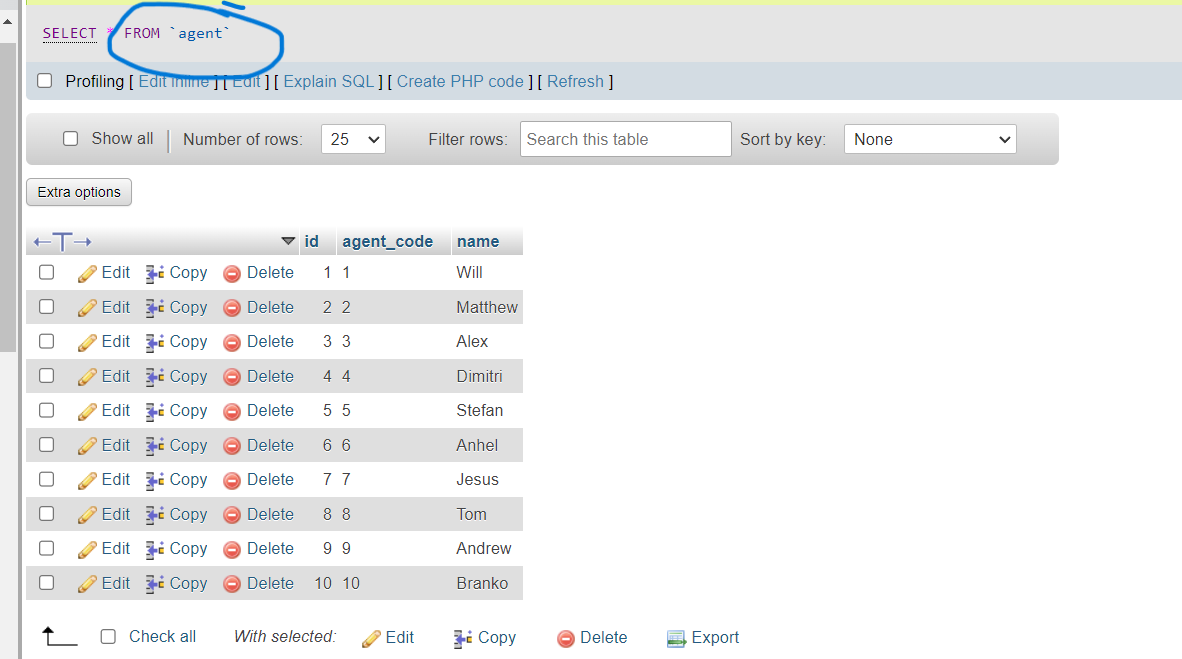 SELECT * FROM `agent`
Profiling [ Edit inline ] [ Edit ] [ Explain SQL ] [ Create PHP code ] [ Refresh ]
Show all Number of rows: 25 Filter rows: Search this table Sort by key: None
Extra options
id agent_code name
Edit Copy Delete 1 1 Will
Edit Copy Delete 2 2 Matthew
Edit Copy Delete 3 3 Alex
Edit Copy Delete 4 4 Dimitri
Edit Copy Delete 5 5 Stefan
Edit Copy Delete 6 6 Anhel
Edit Copy Delete 7 7 Jesus
Edit Copy Delete 8 8 Tom
Edit Copy Delete 9 9 Andrew
Edit Copy Delete 10 10 Branko
Check all With selected: Edit Copy Delete Export